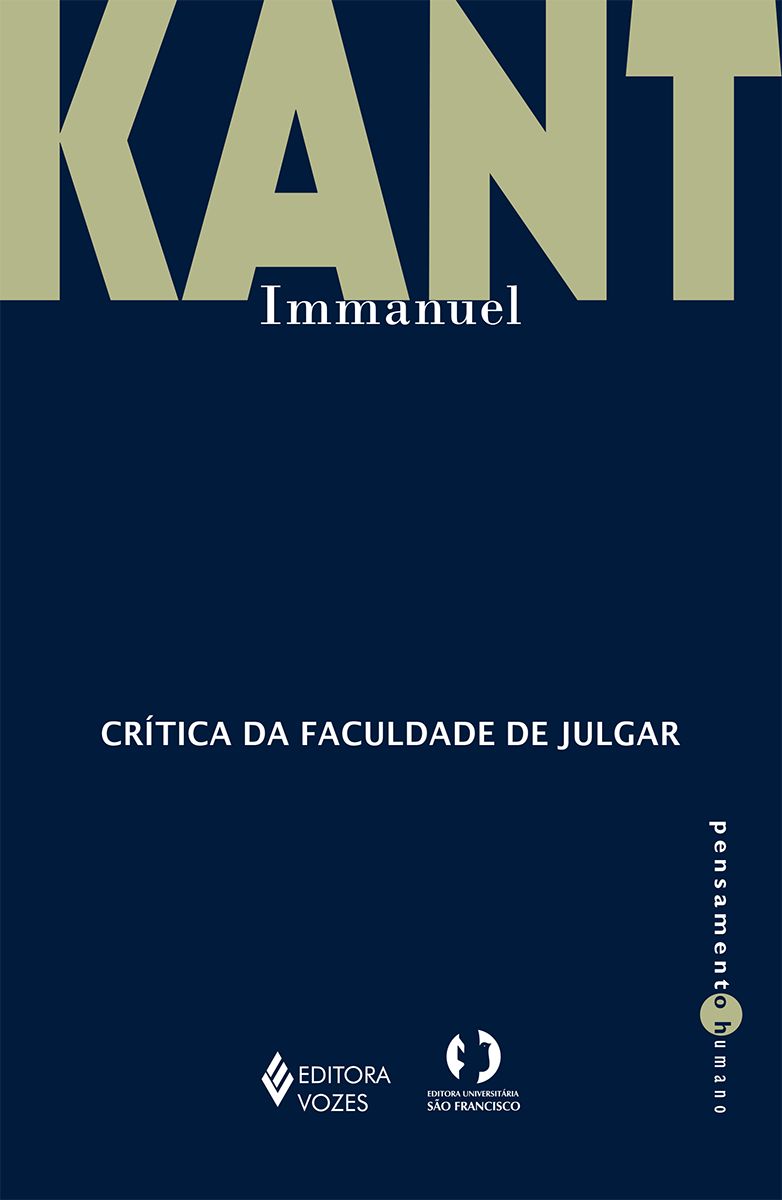 KANT
Immanuel
CRÍTICA DA FACULDADE DE JULGAR
pensamento humano
EDITORA
VOZES
EDITORA UNIVERSITÁRIA
SÃO FRANCISCO